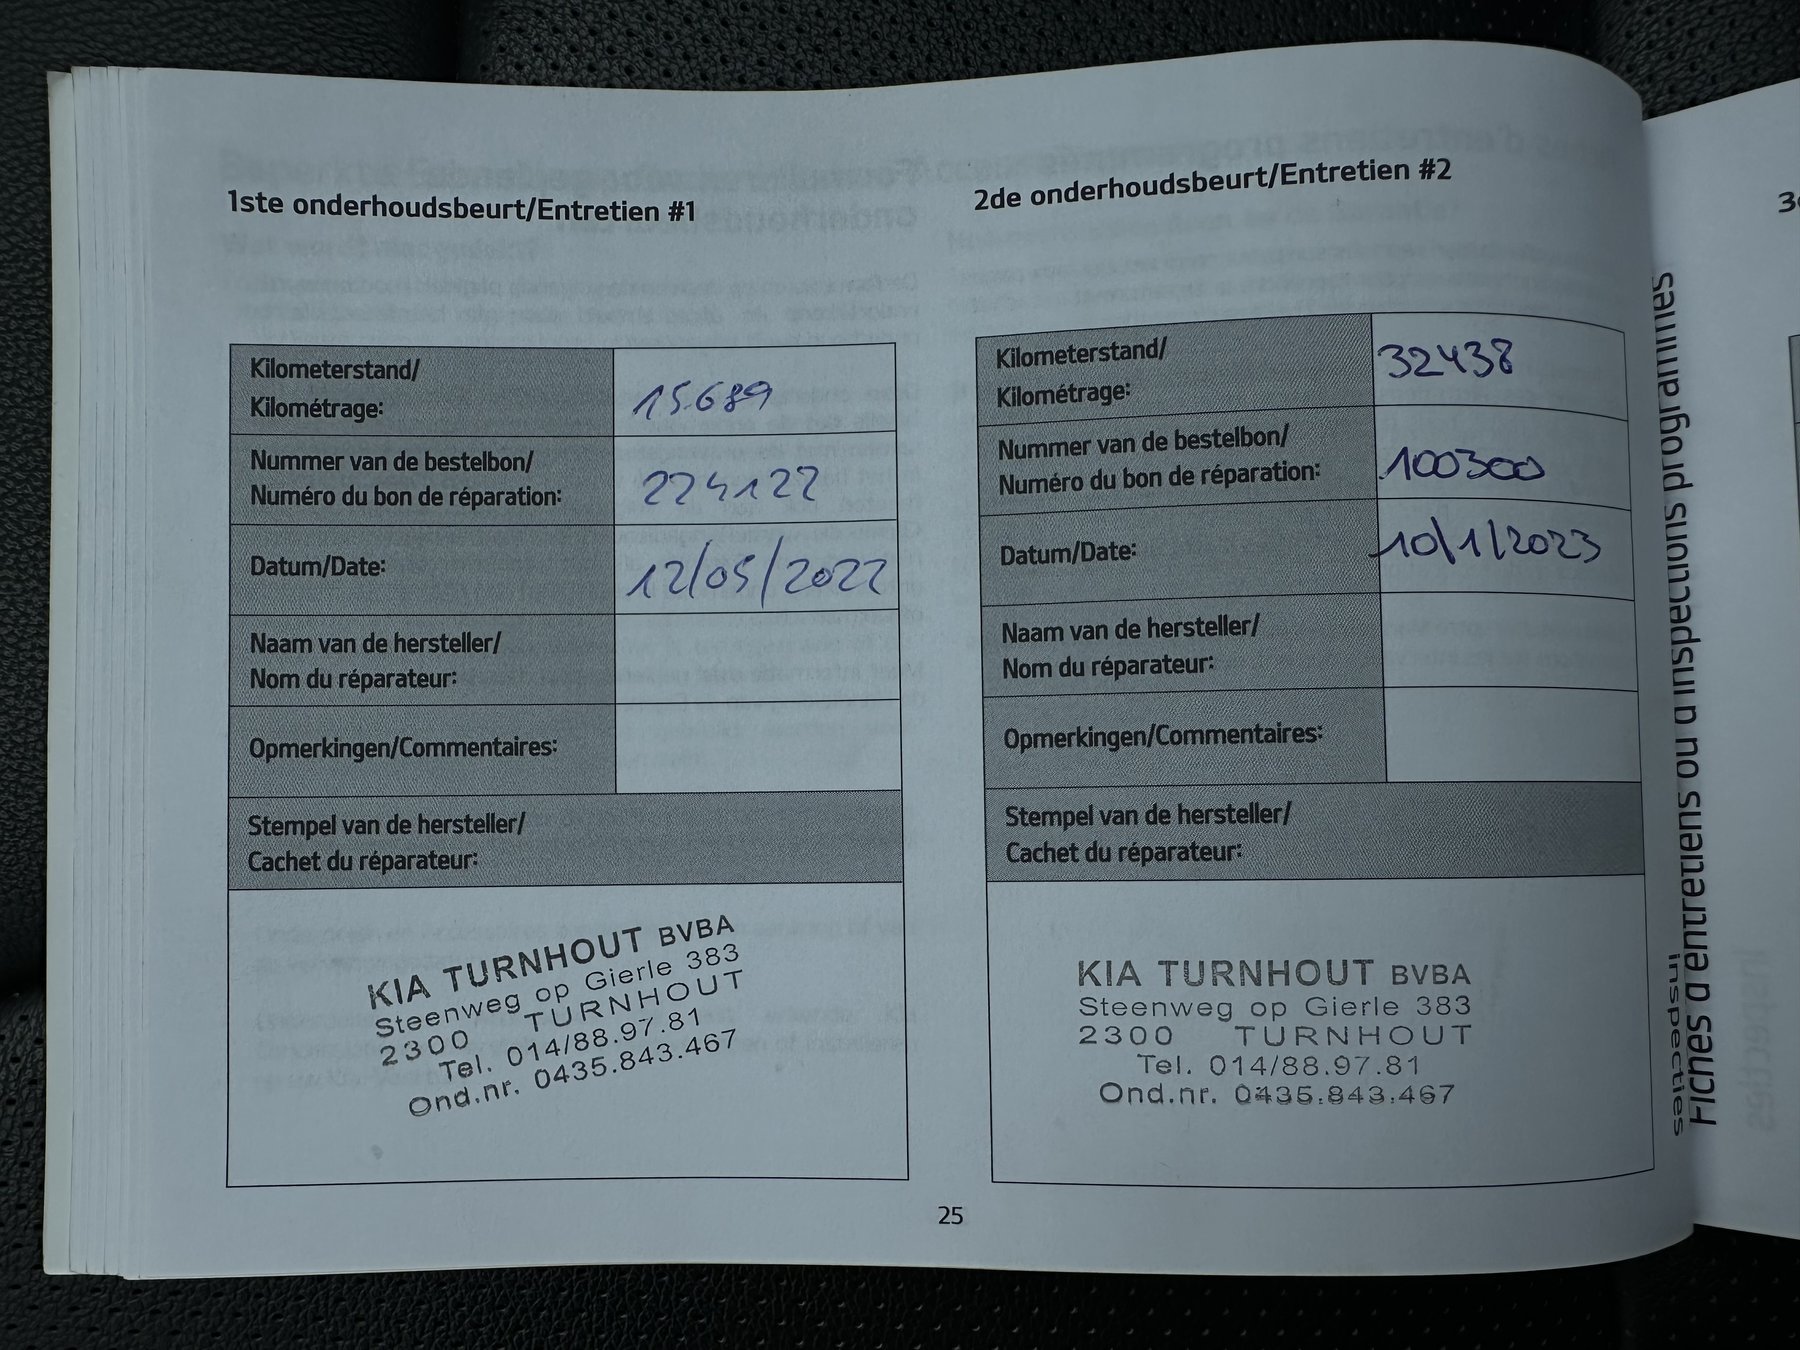 1ste onderhoudsbeurt/Entretien #1
Kilometerstand/
Kilométrage:
15.689
Nummer van de bestelbon/
Numéro du bon de réparation:
224122
Datum/Date:
12/05/2022
Naam van de hersteller/
Nom du réparateur:
Opmerkingen/Commentaires:
Stempel van de hersteller/
Cachet du réparateur:
KIA TURNHOUT BVBA
Steenweg op Gierle 383
2300 TURNHOUT
Tel. 014/88.97.81
Ond.nr. 0435.843.467
2de onderhoudsbeurt/Entretien #2
Kilometerstand/
Kilométrage:
32438
Nummer van de bestelbon/
Numéro du bon de réparation:
100300
Datum/Date:
10/1/2023
Naam van de hersteller/
Nom du réparateur:
Opmerkingen/Commentaires:
Stempel van de hersteller/
Cachet du réparateur:
KIA TURNHOUT BVBA
Steenweg op Gierle 383
2300 TURNHOUT
Tel. 014/88.97.81
Ond.nr. 0435.843.467
25
inspecties
Fiches d'entretiens ou d'inspections programmes